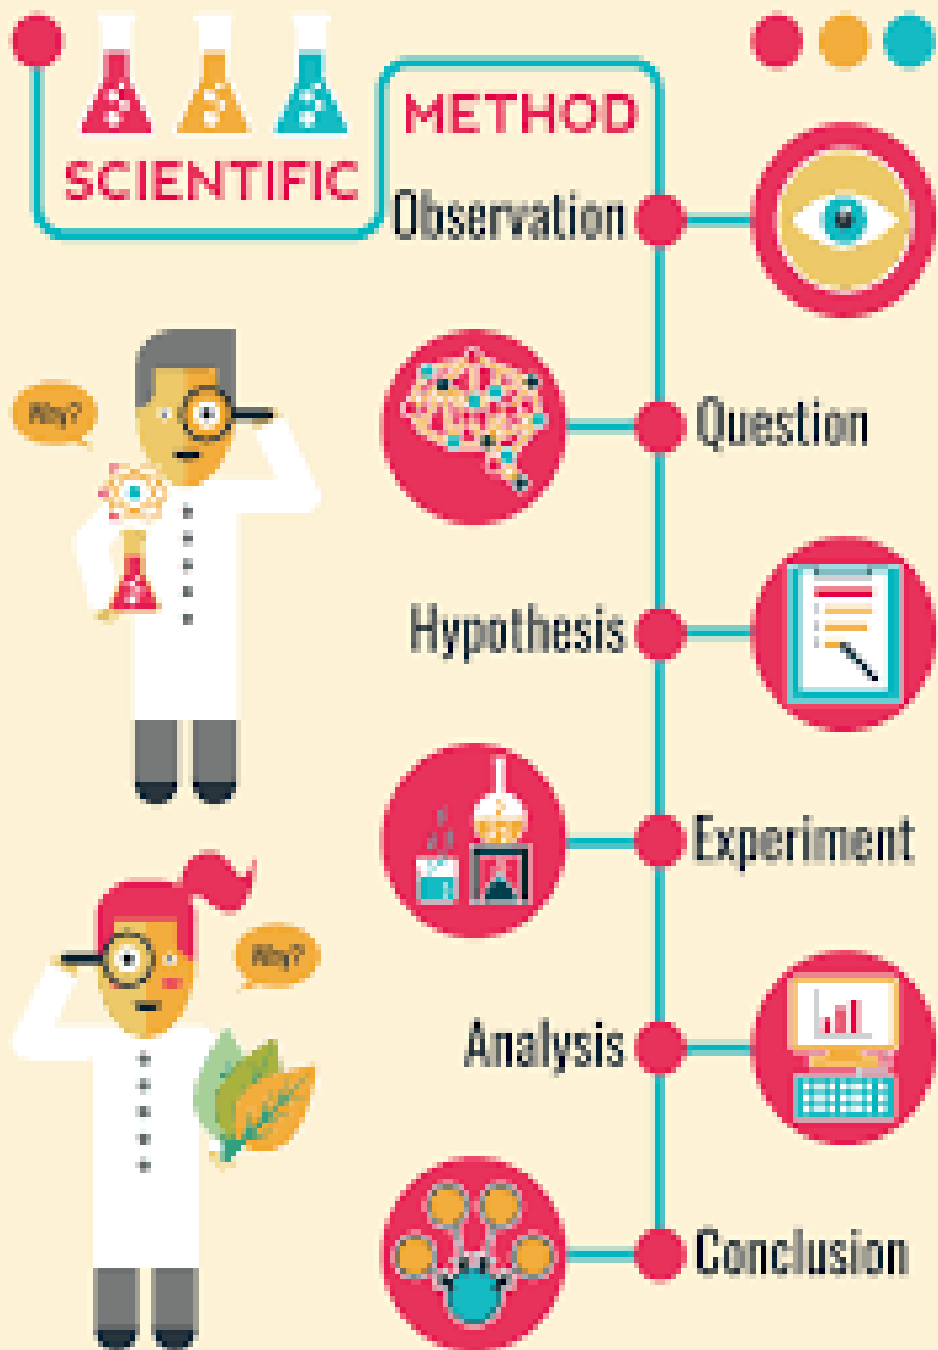 SCIENTIFIC
METHOD
Observation
Why?
Question
Hypothesis
Experiment
Why?
Analysis
Conclusion